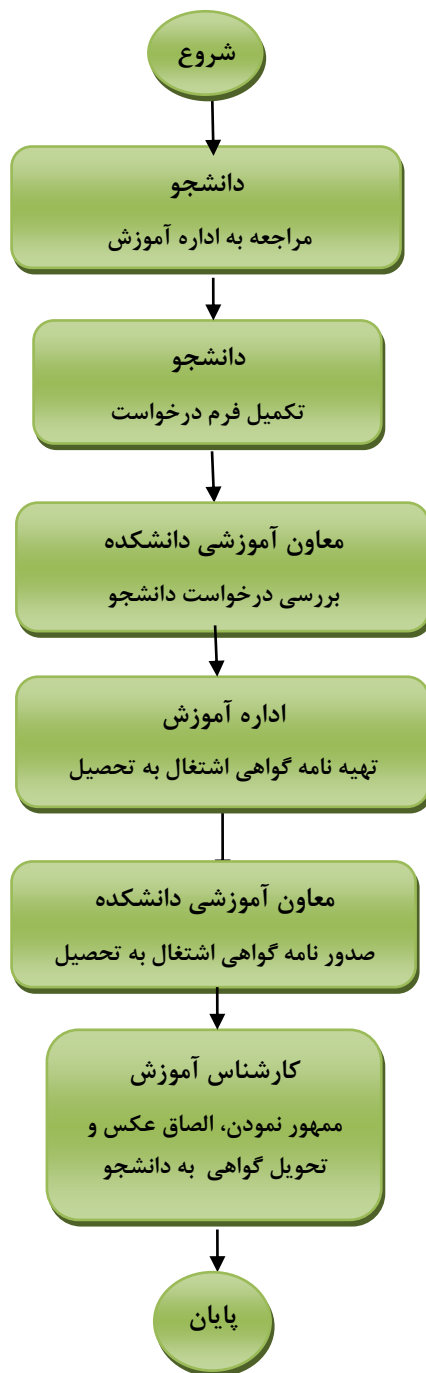 شروع
دانشجو
مراجعه به اداره آموزش
دانشجو
تکمیل فرم درخواست
معاون آموزشی دانشکده
بررسی درخواست دانشجو
اداره آموزش
تهیه نامه گواهی اشتغال به تحصیل
معاون آموزشی دانشکده
صدور نامه گواهی اشتغال به تحصیل
کارشناس آموزش
ممهور نمودن، الصاق عکس و
تحویل گواهی به دانشجو
پایان